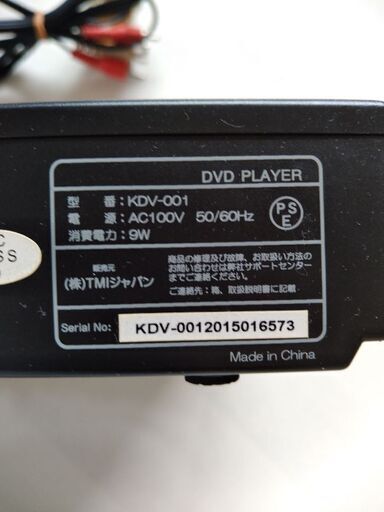 DVD PLAYER
型 番：KDV-001
電 源：AC100V 50/60Hz
消費電力：9W
PSE
販売元
(株)TMIジャパン
商品の修理及び故障、お取扱い方法の
お問い合わせは弊社サポートセンター
までご連絡ください。
ご連絡先：箱、取扱説明書に記載
Serial No: KDV-0012015016573
Made in China
C
SS